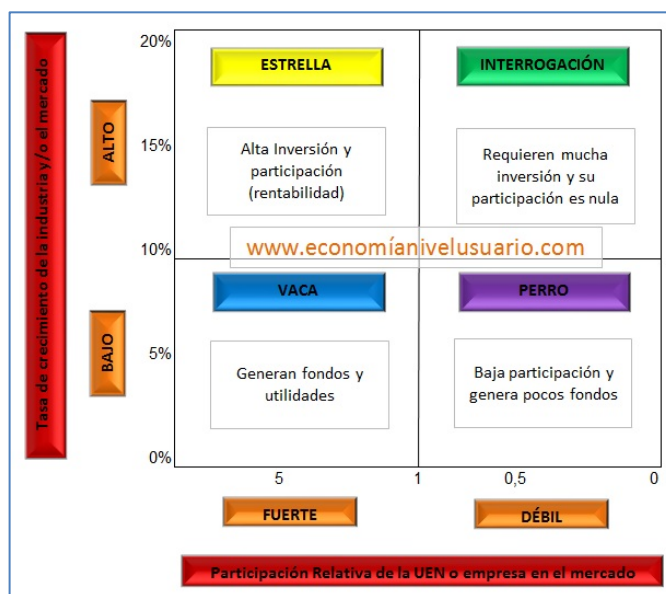 Tasa de crecimiento de la industria y/o el mercado
ALTO
BAJO
20%
15%
10%
5%
0%
ESTRELLA
Alta Inversión y
participación
(rentabilidad)
INTERROGACIÓN
Requieren mucha
inversión y su
participación es nula
www.economíanivelusuario.com
VACA
Generan fondos y
utilidades
PERRO
Baja participación y
genera pocos fondos
5
1
0,5
0
FUERTE
DÉBIL
Participación Relativa de la UEN o empresa en el mercado